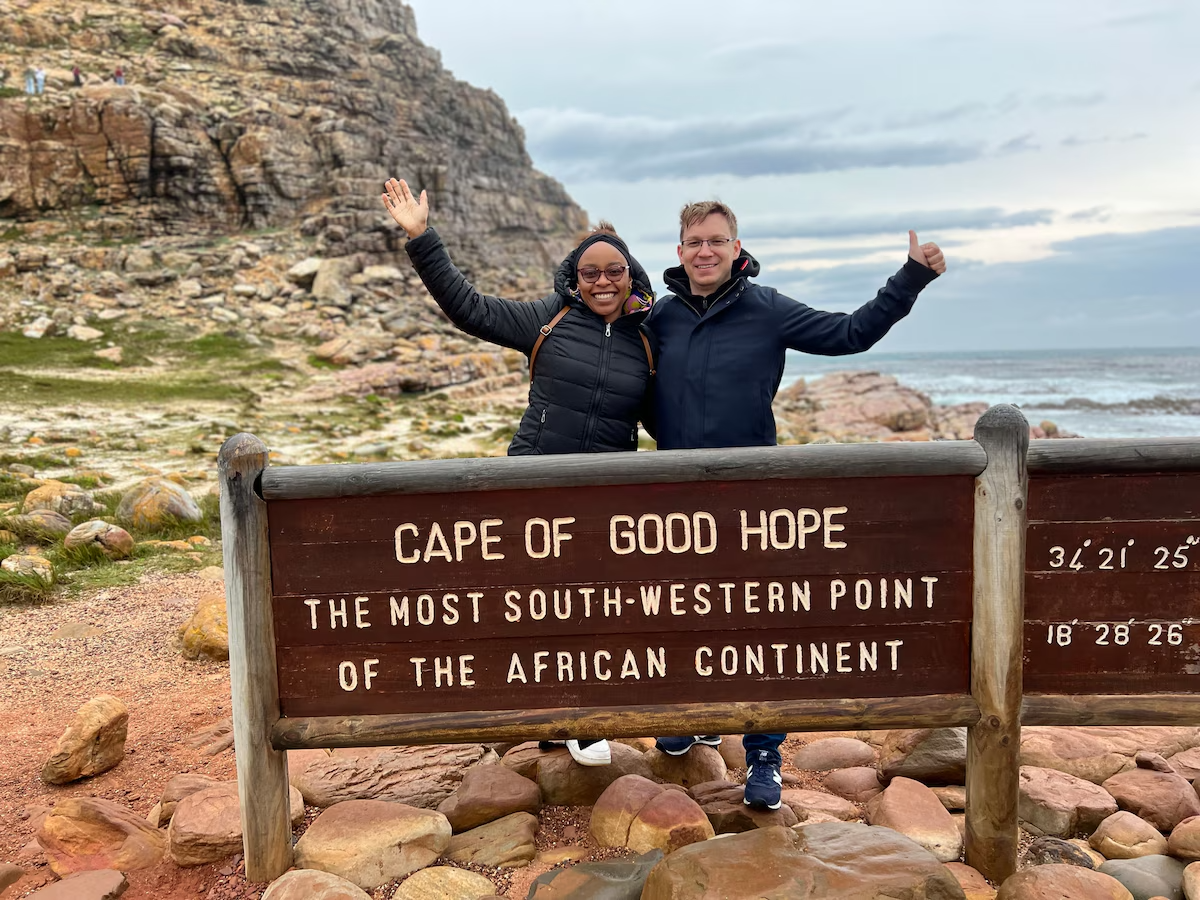 CAPE OF GOOD HOPE
THE MOST SOUTH-WESTERN POINT
OF THE AFRICAN CONTINENT
34° 21' 25"
18° 28' 26"